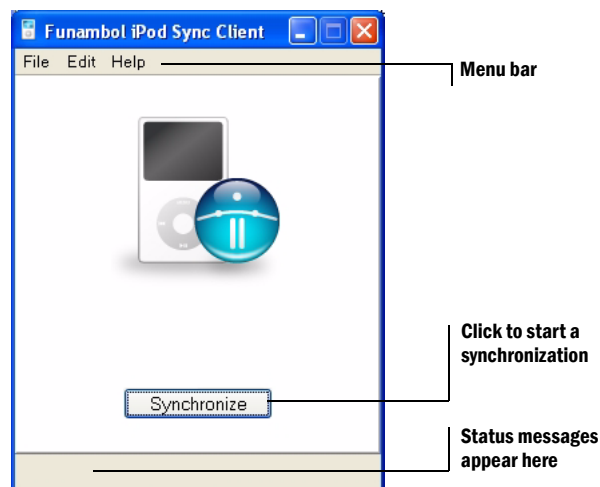 Funambol iPod Sync Client
File Edit Help
Menu bar
Click to start a
synchronization
Synchronize
Status messages
appear here